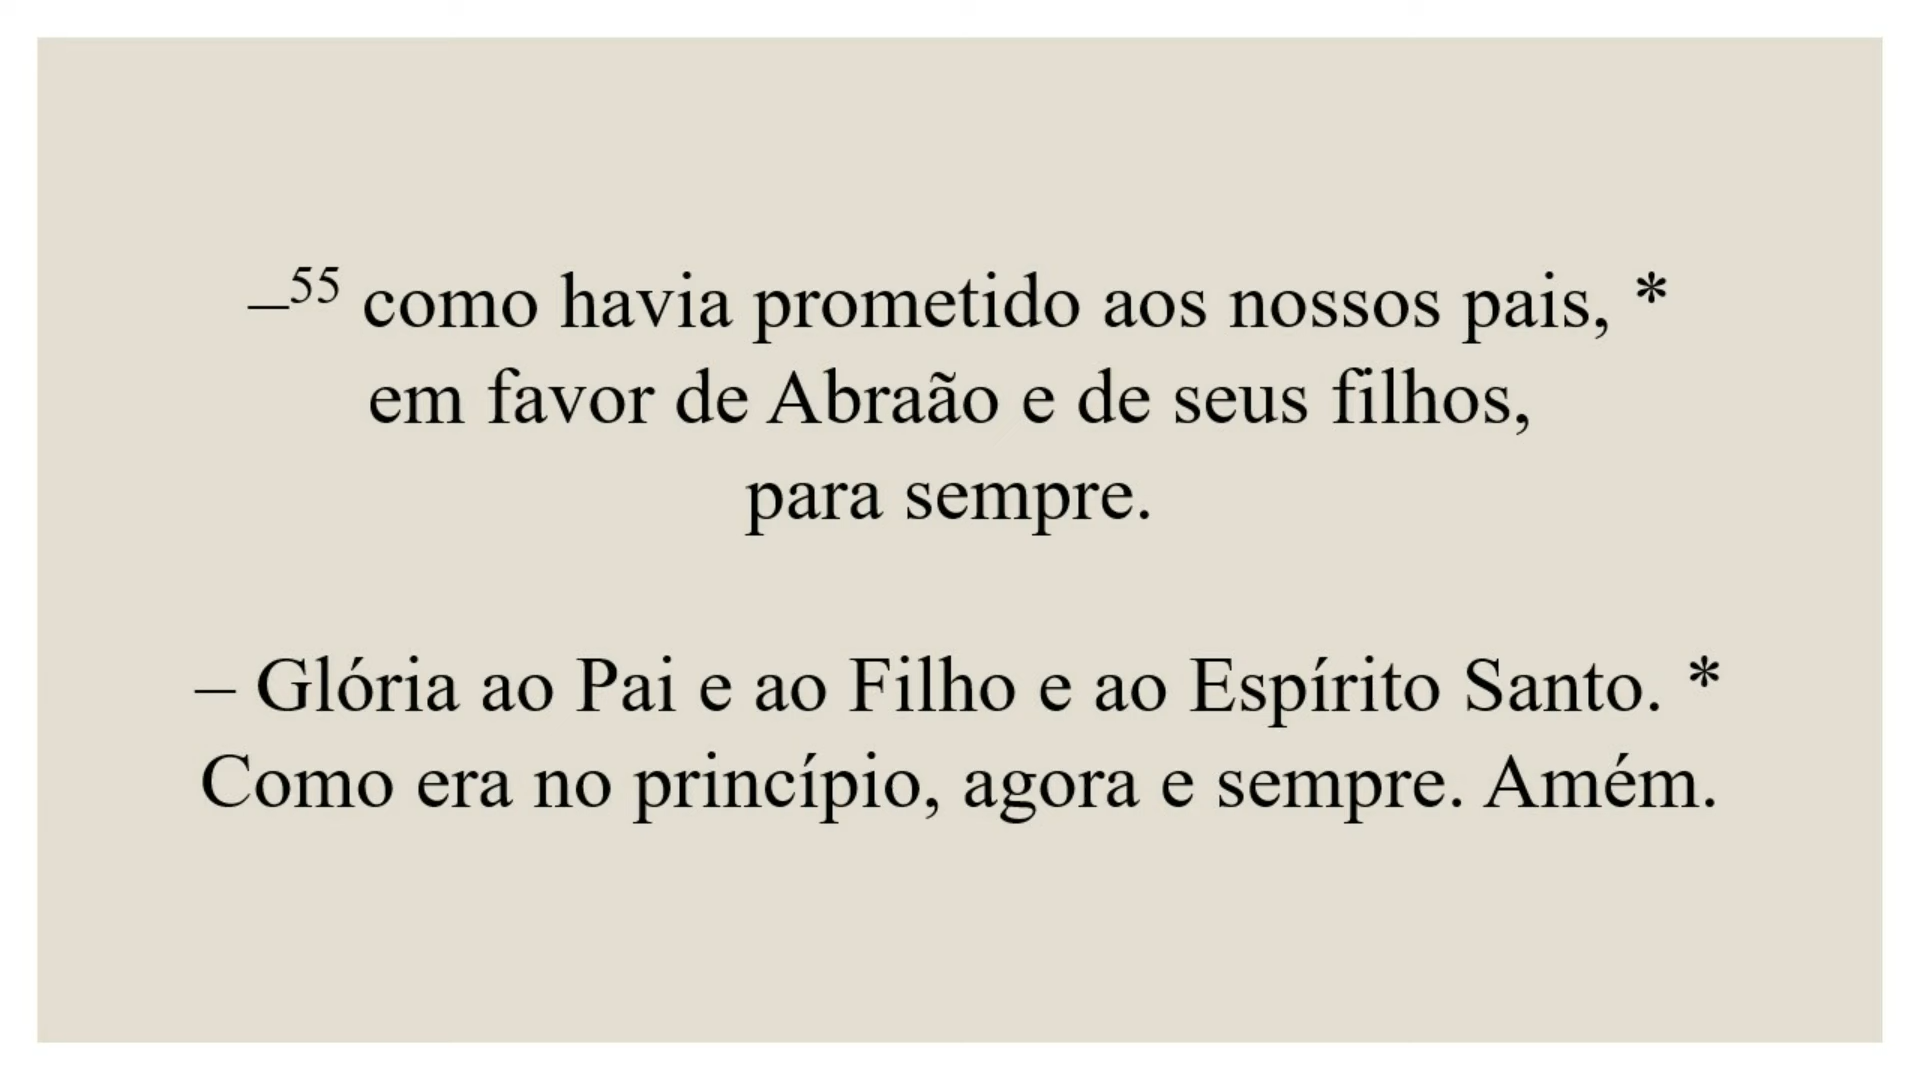 –⁵⁵ como havia prometido aos nossos pais, *
em favor de Abraão e de seus filhos,
para sempre.
– Glória ao Pai e ao Filho e ao Espírito Santo. *
Como era no princípio, agora e sempre. Amém.